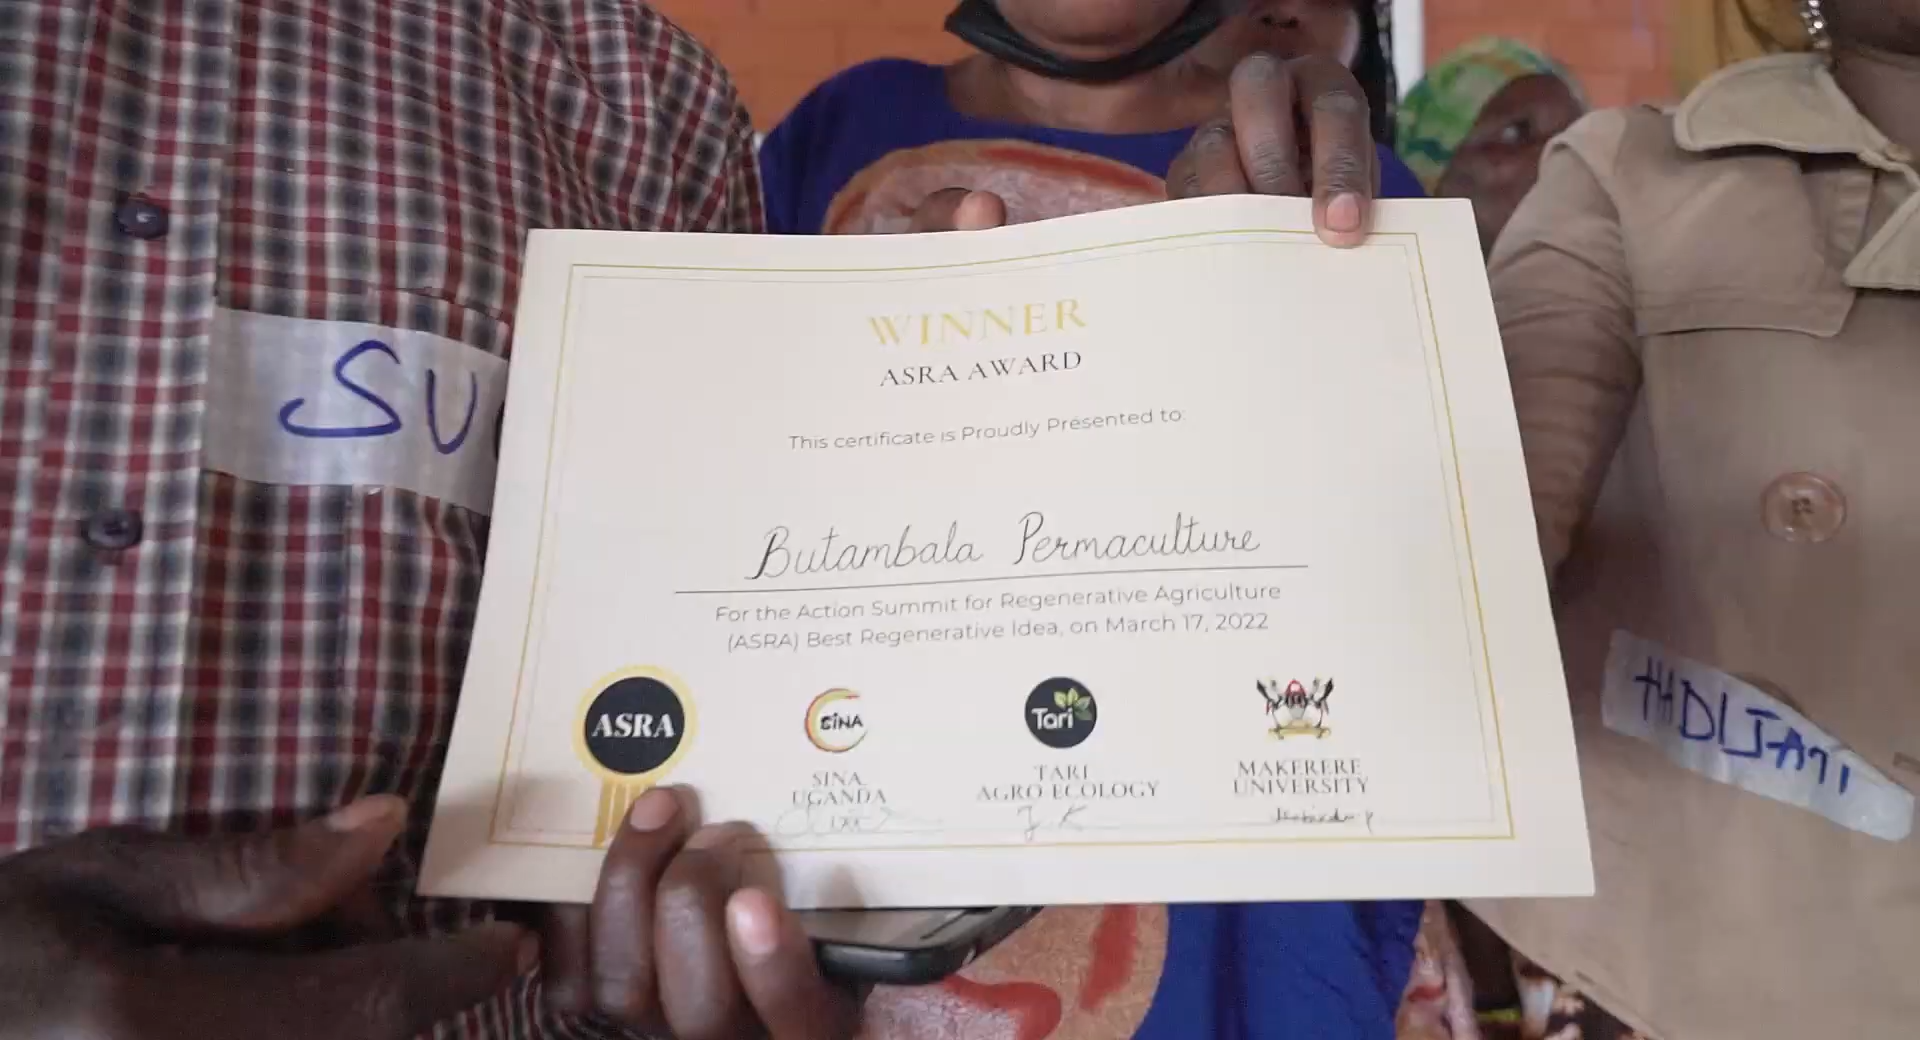 WINNER
ASRA AWARD
This certificate is Proudly Presented to:
Butambala Permaculture
For the Action Summit for Regenerative Agriculture
(ASRA) Best Regenerative Idea, on March 17, 2022
ASRA
SINA
Tari
SINA
UGANDA
TARI
AGRO ECOLOGY
MAKERERE
UNIVERSITY
SU
HADIJATI